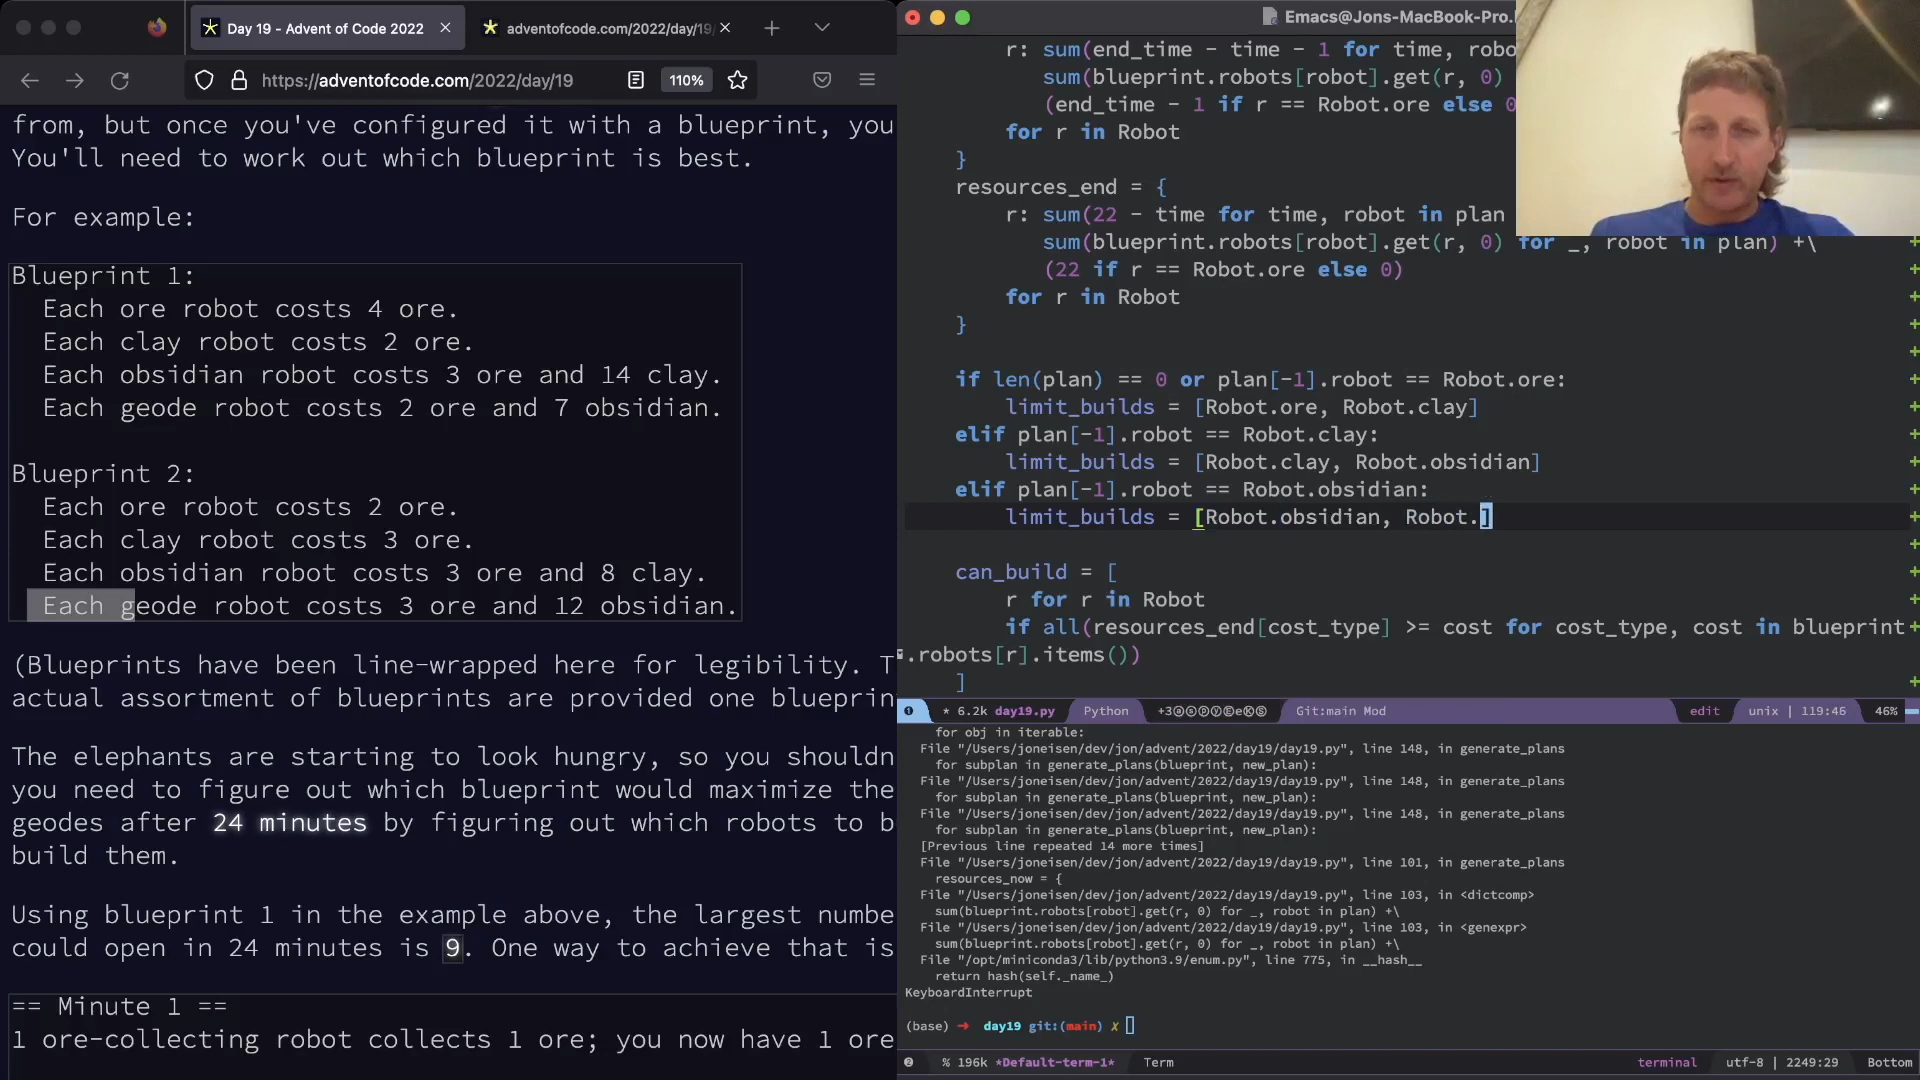 Day 19 - Advent of Code 2022
adventofcode.com/2022/day/19
https://adventofcode.com/2022/day/19
110%
from, but once you've configured it with a blueprint, you
You'll need to work out which blueprint is best.
For example:
Blueprint 1:
Each ore robot costs 4 ore.
Each clay robot costs 2 ore.
Each obsidian robot costs 3 ore and 14 clay.
Each geode robot costs 2 ore and 7 obsidian.
Blueprint 2:
Each ore robot costs 2 ore.
Each clay robot costs 3 ore.
Each obsidian robot costs 3 ore and 8 clay.
Each geode robot costs 3 ore and 12 obsidian.
(Blueprints have been line-wrapped here for legibility. T
actual assortment of blueprints are provided one blueprin
The elephants are starting to look hungry, so you shouldn
you need to figure out which blueprint would maximize the
geodes after 24 minutes by figuring out which robots to b
build them.
Using blueprint 1 in the example above, the largest numbe
could open in 24 minutes is 9. One way to achieve that is
== Minute 1 ==
1 ore-collecting robot collects 1 ore; you now have 1 ore
Emacs@Jons-MacBook-Pro.
r: sum(end_time - time - 1 for time, robo
sum(blueprint.robots[robot].get(r, 0)
(end_time - 1 if r == Robot.ore else 0
for r in Robot
}
resources_end = {
r: sum(22 - time for time, robot in plan
sum(blueprint.robots[robot].get(r, 0) for _, robot in plan) +\
(22 if r == Robot.ore else 0)
for r in Robot
}
if len(plan) == 0 or plan[-1].robot == Robot.ore:
limit_builds = [Robot.ore, Robot.clay]
elif plan[-1].robot == Robot.clay:
limit_builds = [Robot.clay, Robot.obsidian]
elif plan[-1].robot == Robot.obsidian:
limit_builds = [Robot.obsidian, Robot.]
can_build = [
r for r in Robot
if all(resources_end[cost_type] >= cost for cost_type, cost in blueprint
.robots[r].items())
]
❶ * 6.2k day19.py Python +3ⓐⓢⓟⓨⒺⓔⓀⓢ Git:main Mod edit unix | 119:46 46%
for obj in iterable:
File "/Users/joneisen/dev/jon/advent/2022/day19/day19.py", line 148, in generate_plans
for subplan in generate_plans(blueprint, new_plan):
File "/Users/joneisen/dev/jon/advent/2022/day19/day19.py", line 148, in generate_plans
for subplan in generate_plans(blueprint, new_plan):
File "/Users/joneisen/dev/jon/advent/2022/day19/day19.py", line 148, in generate_plans
for subplan in generate_plans(blueprint, new_plan):
[Previous line repeated 14 more times]
File "/Users/joneisen/dev/jon/advent/2022/day19/day19.py", line 101, in generate_plans
resources_now = {
File "/Users/joneisen/dev/jon/advent/2022/day19/day19.py", line 103, in <dictcomp>
sum(blueprint.robots[robot].get(r, 0) for _, robot in plan) +\
File "/Users/joneisen/dev/jon/advent/2022/day19/day19.py", line 103, in <genexpr>
sum(blueprint.robots[robot].get(r, 0) for _, robot in plan) +\
File "/opt/miniconda3/lib/python3.9/enum.py", line 775, in __hash__
return hash(self._name_)
KeyboardInterrupt
(base) ➜ day19 git:(main) ✗
❷ % 196k *Default-term-1* Term terminal utf-8 | 2249:29 Bottom